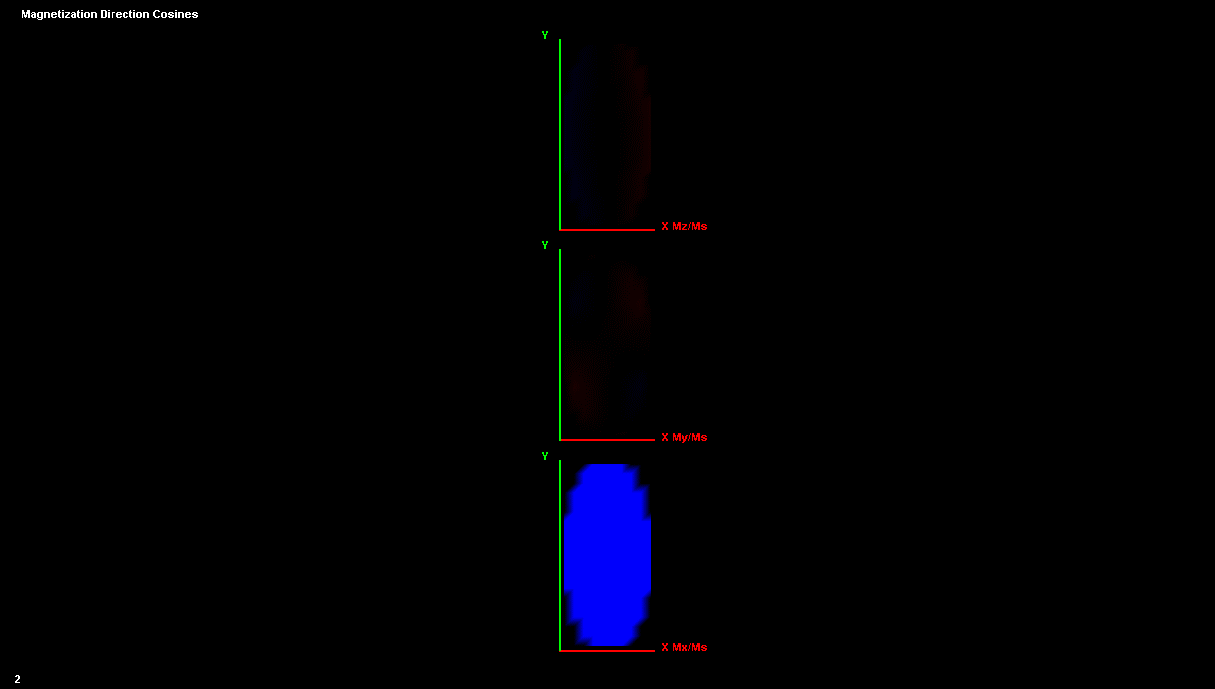 Magnetization Direction Cosines
Y
X Mz/Ms
Y
X My/Ms
Y
X Mx/Ms
2